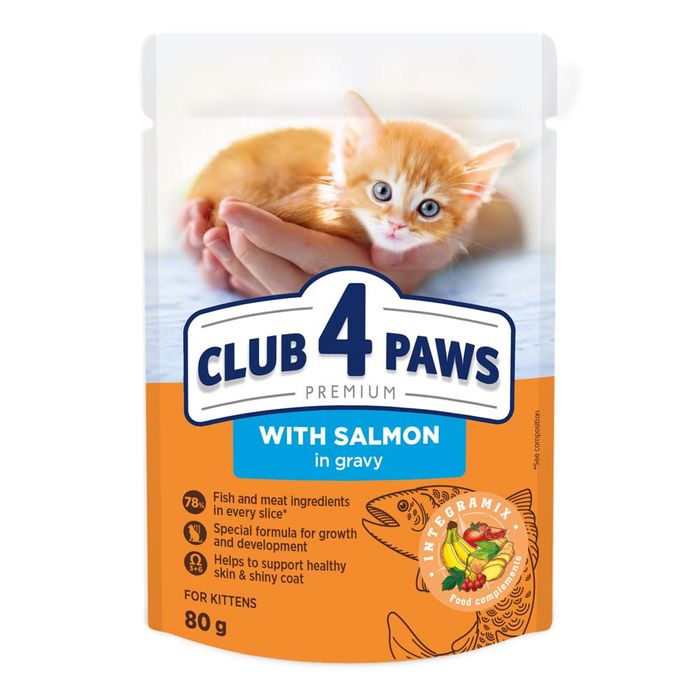 CLUB 4 PAWS
PREMIUM
WITH SALMON
in gravy
*See composition
78%
Fish and meat ingredients
in every slice*
Special formula for growth
and development
Ω
3+6
Helps to support healthy
skin & shiny coat
INTEGRAMIX
Food complements
FOR KITTENS
80 g